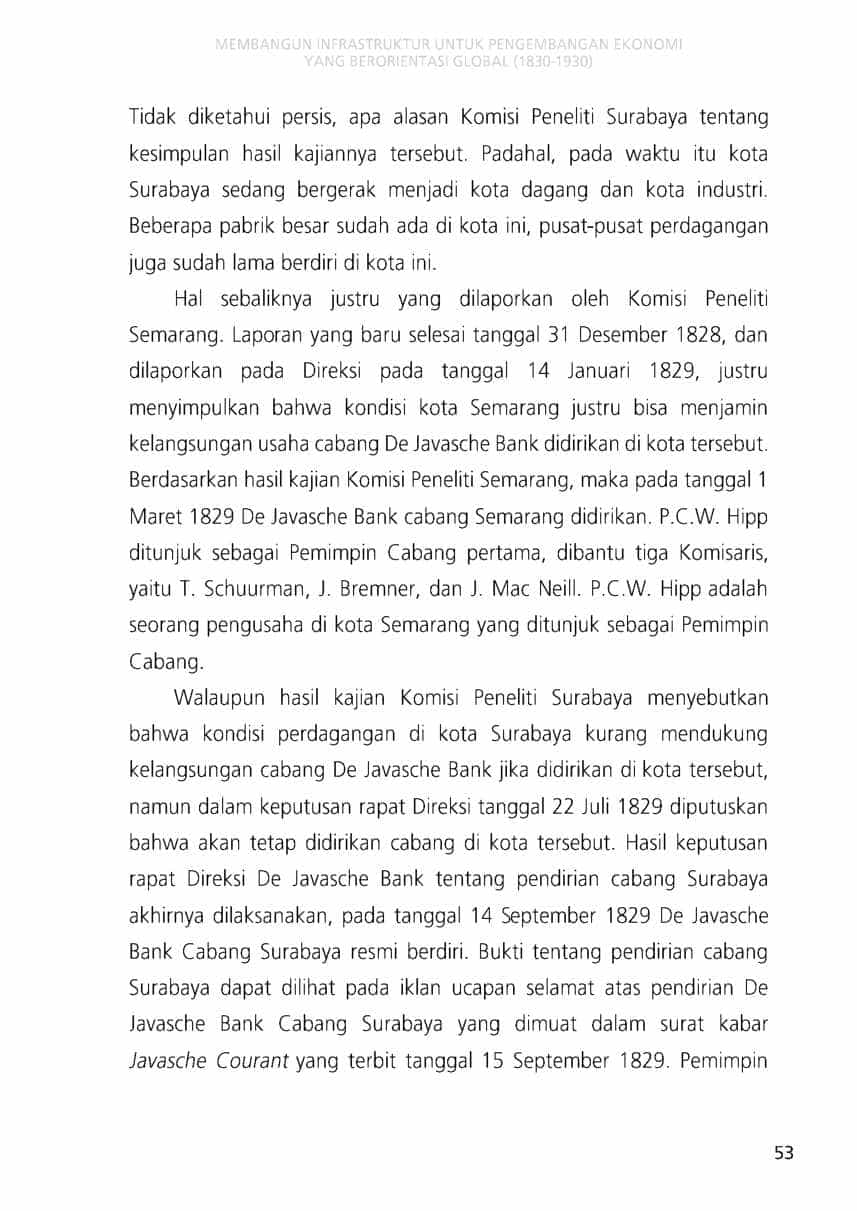 MEMBANGUN INFRASTRUKTUR UNTUK PENGEMBANGAN EKONOMI
YANG BERORIENTASI GLOBAL (1830-1930)
Tidak diketahui persis, apa alasan Komisi Peneliti Surabaya tentang
kesimpulan hasil kajiannya tersebut. Padahal, pada waktu itu kota
Surabaya sedang bergerak menjadi kota dagang dan kota industri.
Beberapa pabrik besar sudah ada di kota ini, pusat-pusat perdagangan
juga sudah lama berdiri di kota ini.
Hal sebaliknya justru yang dilaporkan oleh Komisi Peneliti
Semarang. Laporan yang baru selesai tanggal 31 Desember 1828, dan
dilaporkan pada Direksi pada tanggal 14 Januari 1829, justru
menyimpulkan bahwa kondisi kota Semarang justru bisa menjamin
kelangsungan usaha cabang De Javasche Bank didirikan di kota tersebut.
Berdasarkan hasil kajian Komisi Peneliti Semarang, maka pada tanggal 1
Maret 1829 De Javasche Bank cabang Semarang didirikan. P.C.W. Hipp
ditunjuk sebagai Pemimpin Cabang pertama, dibantu tiga Komisaris,
yaitu T. Schuurman, J. Bremner, dan J. Mac Neill. P.C.W. Hipp adalah
seorang pengusaha di kota Semarang yang ditunjuk sebagai Pemimpin
Cabang.
Walaupun hasil kajian Komisi Peneliti Surabaya menyebutkan
bahwa kondisi perdagangan di kota Surabaya kurang mendukung
kelangsungan cabang De Javasche Bank jika didirikan di kota tersebut,
namun dalam keputusan rapat Direksi tanggal 22 Juli 1829 diputuskan
bahwa akan tetap didirikan cabang di kota tersebut. Hasil keputusan
rapat Direksi De Javasche Bank tentang pendirian cabang Surabaya
akhirnya dilaksanakan, pada tanggal 14 September 1829 De Javasche
Bank Cabang Surabaya resmi berdiri. Bukti tentang pendirian cabang
Surabaya dapat dilihat pada iklan ucapan selamat atas pendirian De
Javasche Bank Cabang Surabaya yang dimuat dalam surat kabar
Javasche Courant yang terbit tanggal 15 September 1829. Pemimpin
53